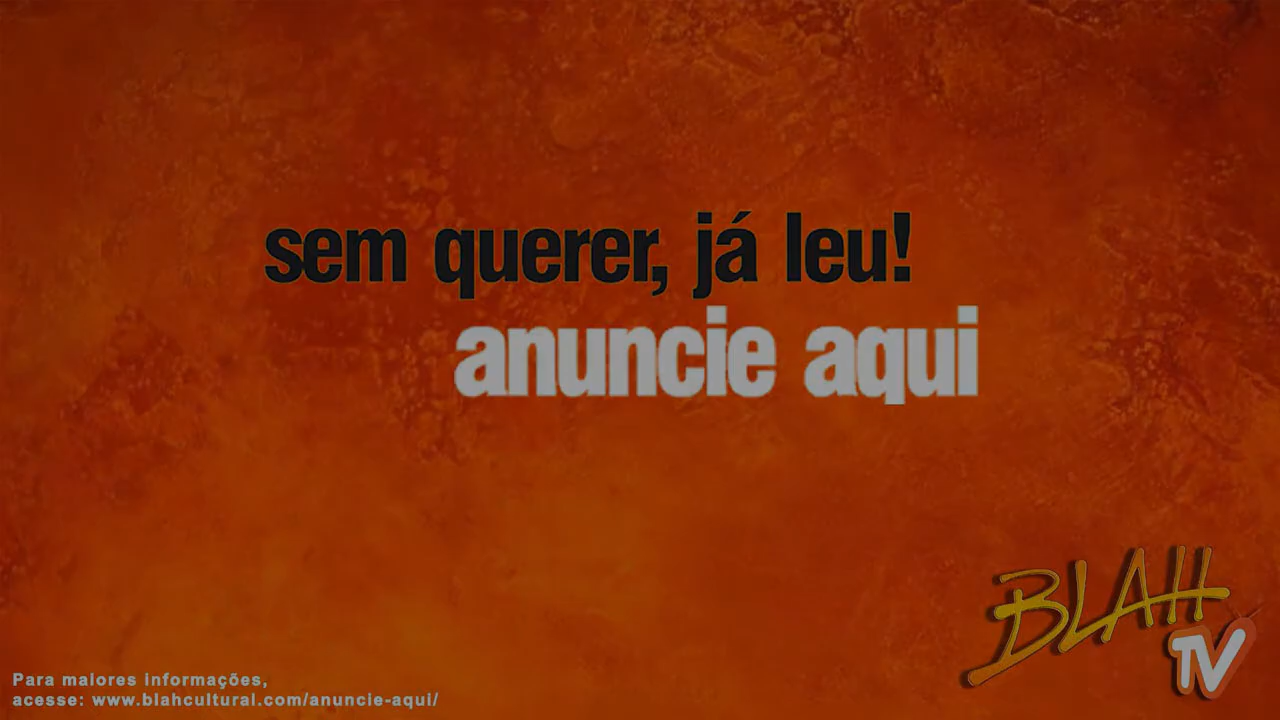 sem querer, já leu!
anuncie aqui
BLAH
TV
Para maiores informações,
acesse: www.blahcultural.com/anuncie-aqui/